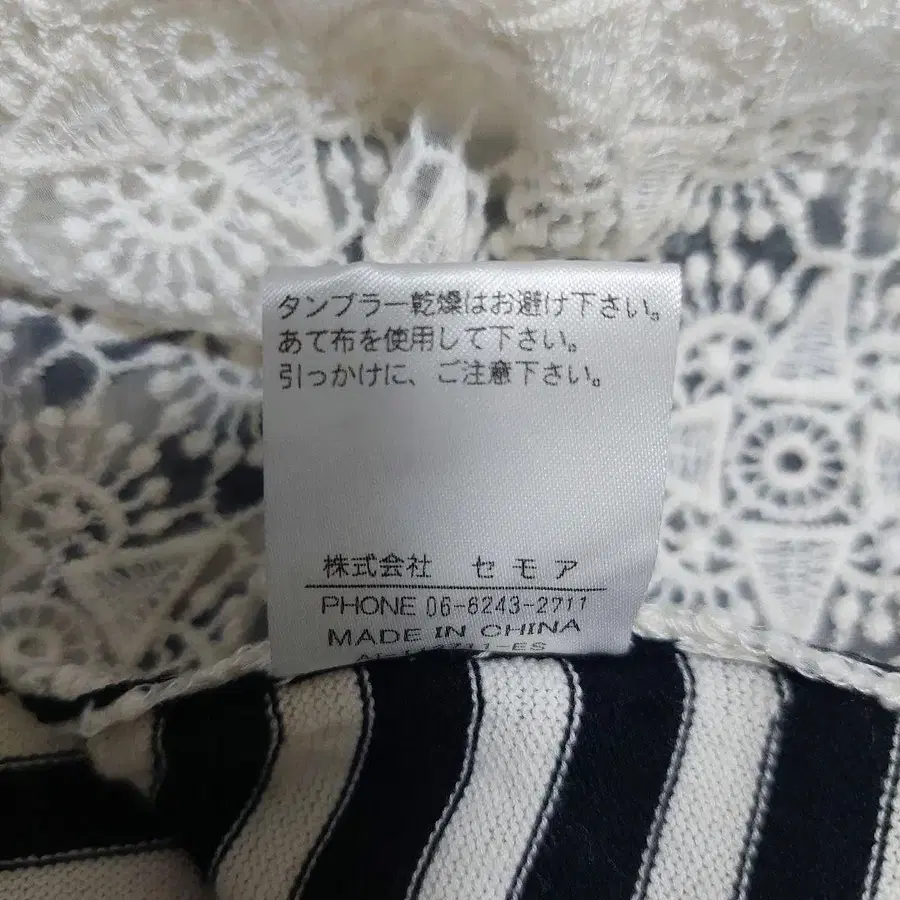 タンブラー乾燥はお避け下さい。
あて布を使用して下さい。
引っかけに、ご注意下さい。
株式会社 セモア
PHONE 06-6243-2711
MADE IN CHINA